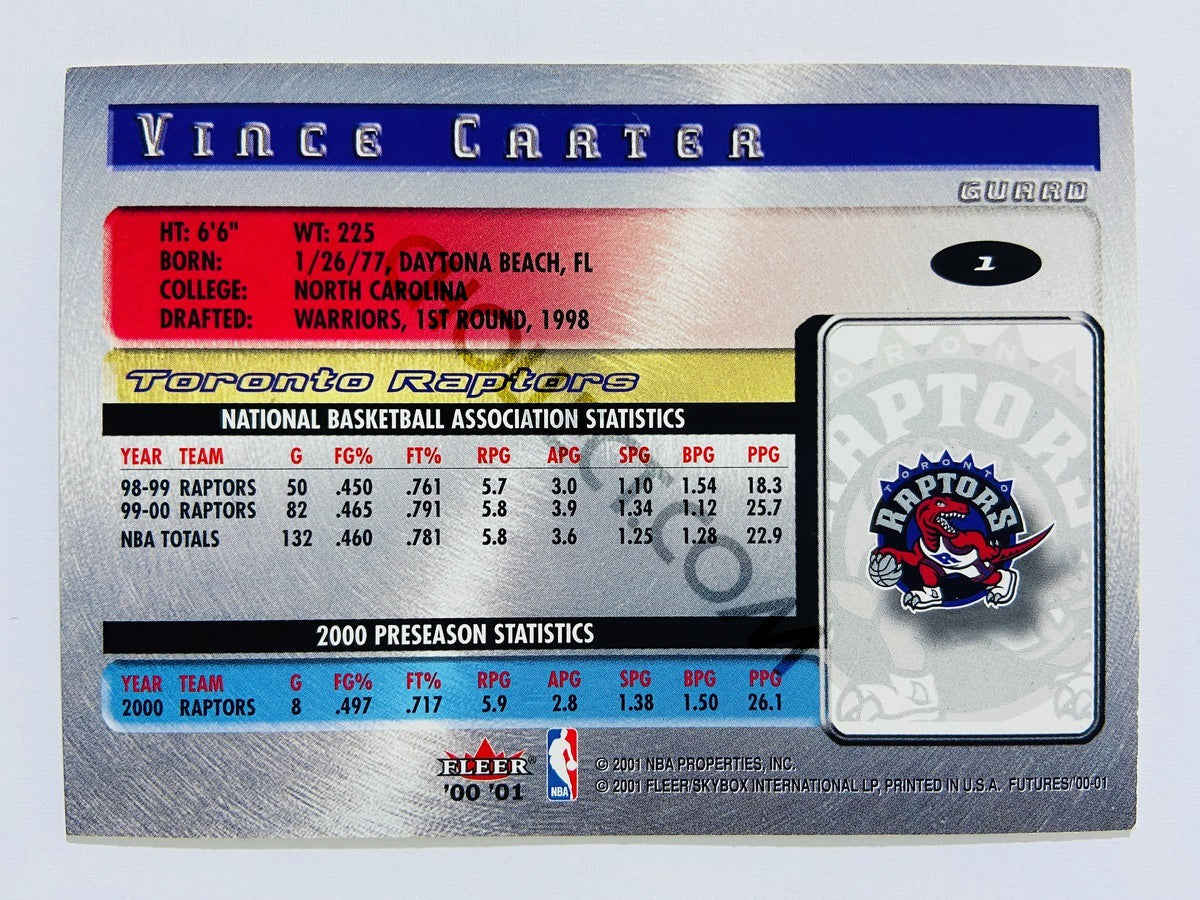 VINCE CARTER
GUARD
HT: 6'6" WT: 225
BORN: 1/26/77, DAYTONA BEACH, FL
COLLEGE: NORTH CAROLINA
DRAFTED: WARRIORS, 1ST ROUND, 1998
1
Toronto Raptors
NATIONAL BASKETBALL ASSOCIATION STATISTICS
YEAR TEAM G FG% FT% RPG APG SPG BPG PPG
98-99 RAPTORS 50 .450 .761 5.7 3.0 1.10 1.54 18.3
99-00 RAPTORS 82 .465 .791 5.8 3.9 1.34 1.12 25.7
NBA TOTALS 132 .460 .781 5.8 3.6 1.25 1.28 22.9
TORONTO
RAPTORS
TORONTO
RAPTORS
2000 PRESEASON STATISTICS
YEAR TEAM G FG% FT% RPG APG SPG BPG PPG
2000 RAPTORS 8 .497 .717 5.9 2.8 1.38 1.50 26.1
FLEER®
'00 '01
NBA
© 2001 NBA PROPERTIES, INC.
© 2001 FLEER/SKYBOX INTERNATIONAL LP, PRINTED IN U.S.A. FUTURES/'00-01